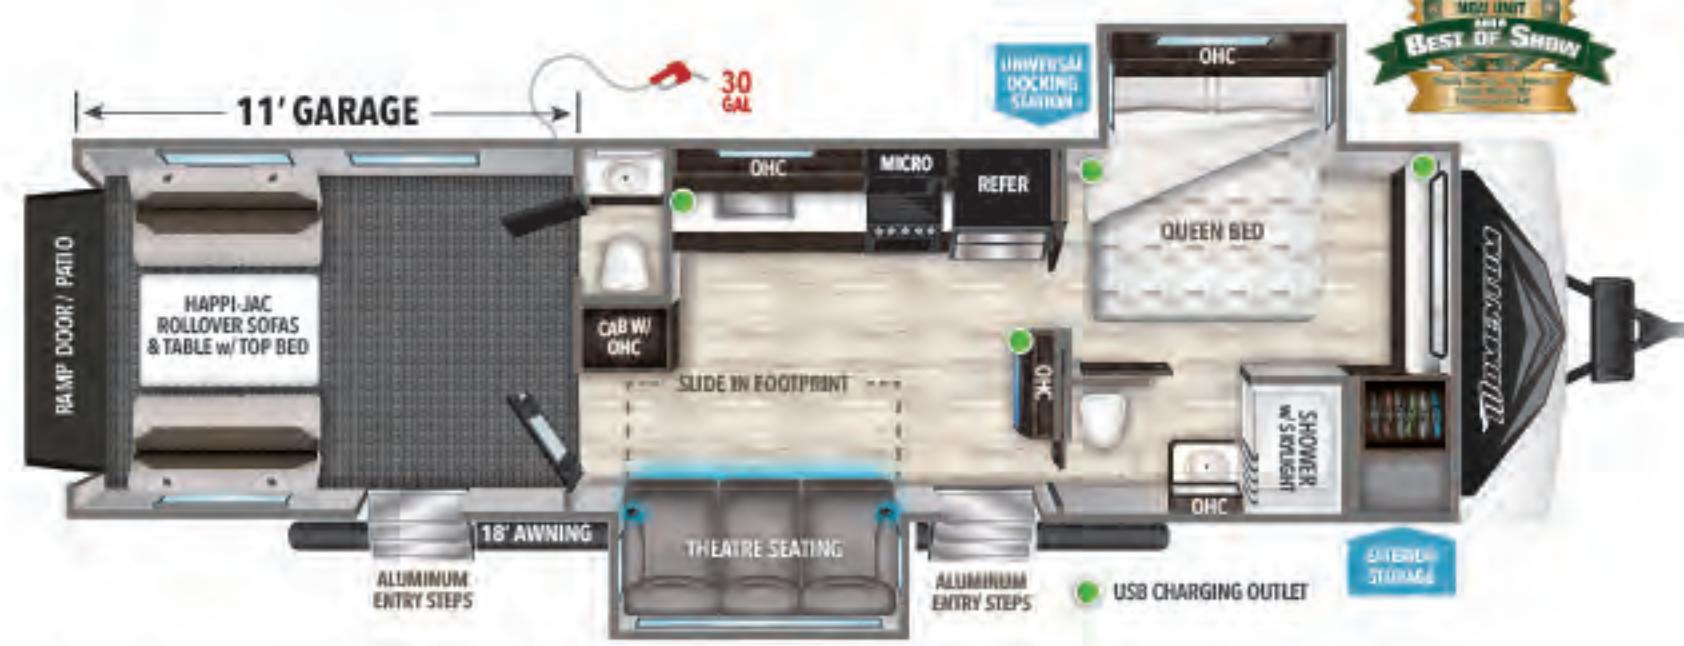 BEST OF SHOW
UNIVERSAL
DOCKING
STATION
OHC
30
GAL
11' GARAGE
OHC
MICRO
REFER
QUEEN BED
RAMP DOOR / PATIO
HAPPI-JAC
ROLLOVER SOFAS
& TABLE w/ TOP BED
CAB W/
OHC
SLIDE IN FOOTPRINT
OHC
SHOWER
w/ SKYLIGHT
OHC
18' AWNING
THEATRE SEATING
ALUMINUM
ENTRY STEPS
ALUMINUM
ENTRY STEPS
USB CHARGING OUTLET
EXTERIOR
STORAGE